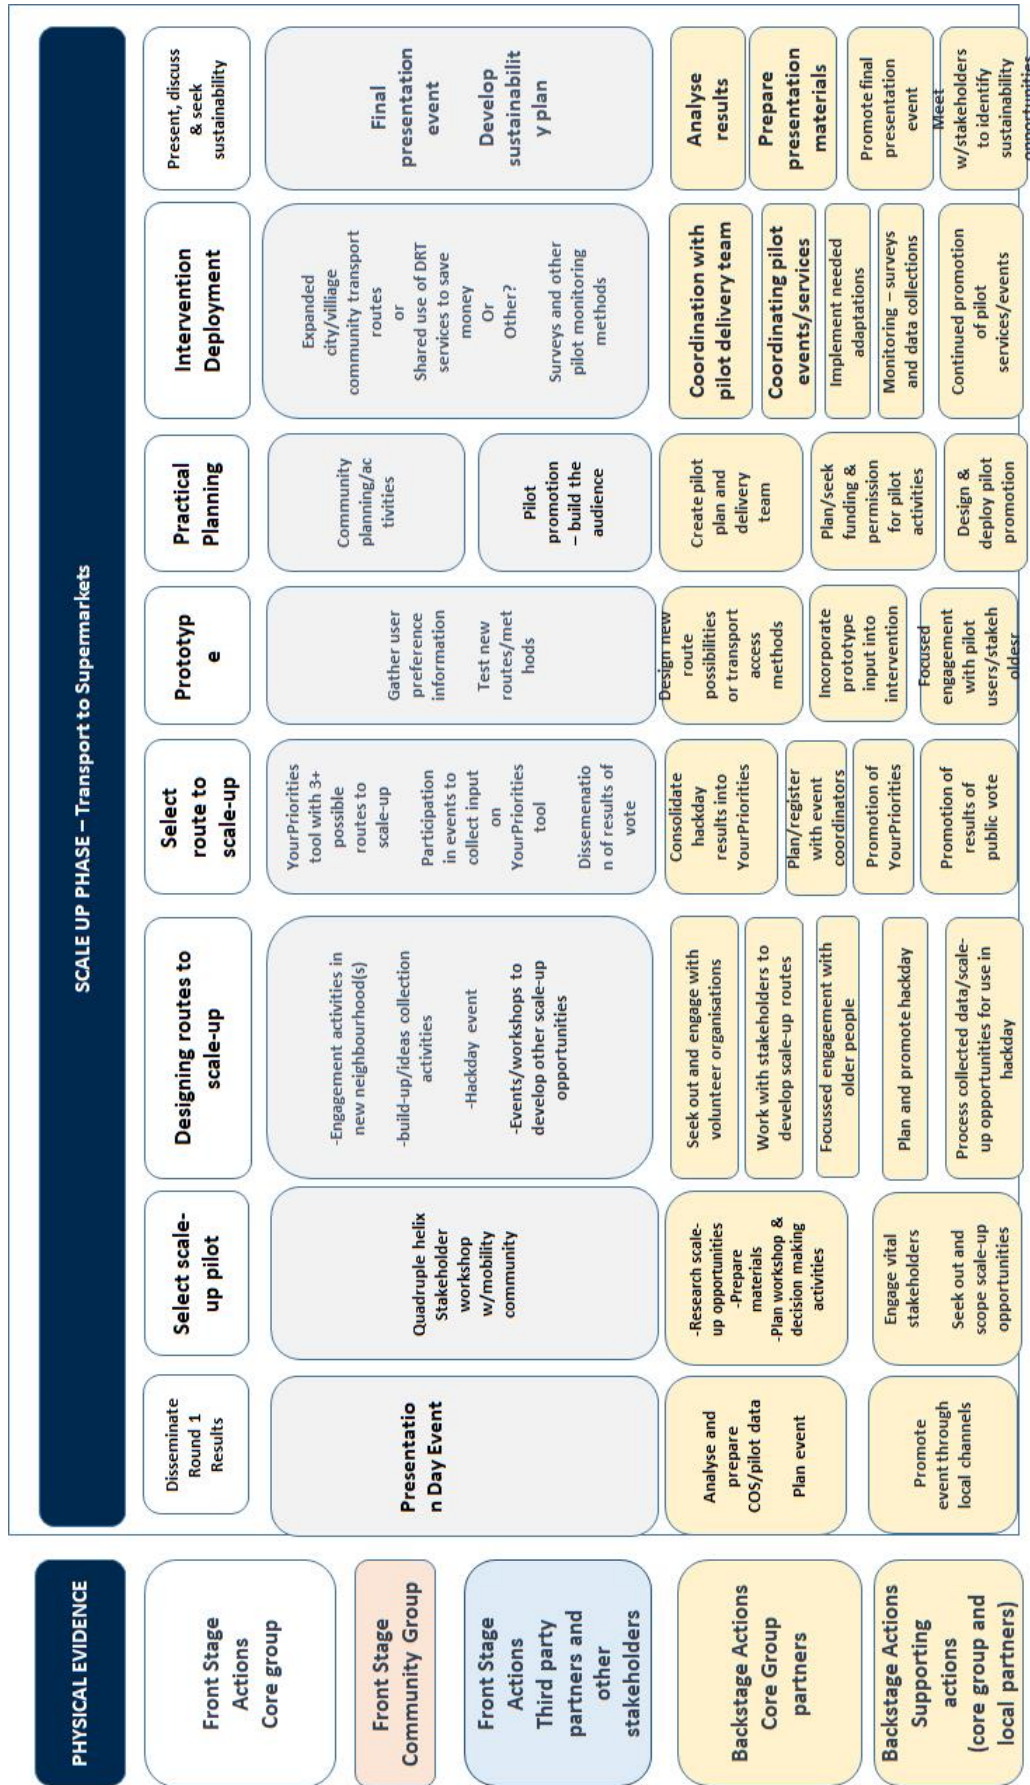 PHYSICAL EVIDENCE
SCALE UP PHASE – Transport to Supermarkets
Front Stage
Actions
Core group
Front Stage
Community Group
Front Stage
Actions
Third party
partners and
other
stakeholders
Backstage Actions
Core Group
partners
Backstage Actions
Supporting
actions
(core group and
local partners)
Disseminate
Round 1
Results
Presentatio
n Day Event
Analyse and
prepare
COS/pilot data
Plan event
Promote
event through
local channels
Select scale-
up pilot
Quadruple helix
Stakeholder
workshop
w/mobility
community
-Research scale-
up opportunities
-Prepare
materials
-Plan workshop &
decision making
activities
Engage vital
stakeholders
Seek out and
scope scale-up
opportunities
Designing routes to
scale-up
-Engagement activities in
new neighbourhood(s)
-build-up/ideas collection
activities
-Hackday event
-Events/workshops to
develop other scale-up
opportunities
Seek out and engage with
volunteer organisations
Work with stakeholders to
develop scale-up routes
Focussed engagement with
older people
Plan and promote hackday
Process collected data/scale-
up opportunities for use in
hackday
Select
route to
scale-up
YourPriorities
tool with 3+
possible
routes to
scale-up
Participation
in events to
collect input
on
YourPriorities
tool
Dissemenatio
n of results of
vote
Consolidate
hackday
results into
YourPriorities
Plan/register
with event
coordinators
Promotion of
YourPriorities
Promotion of
results of
public vote
Prototyp
e
Gather user
preference
information
Test new
routes/met
hods
Design new
route
possibilities
or transport
access
methods
Incorporate
prototype
input into
intervention
Focused
engagement
with pilot
users/stakeh
oldesr
Practical
Planning
Community
planning/ac
tivities
Pilot
promotion
– build the
audience
Create pilot
plan and
delivery
team
Plan/seek
funding &
permission
for pilot
activities
Design &
deploy pilot
promotion
Intervention
Deployment
Expanded
city/villiage
community transport
routes
or
Shared use of DRT
services to save
money
Or
Other?
Surveys and other
pilot monitoring
methods
Coordination with
pilot delivery team
Coordinating pilot
events/services
Implement needed
adaptations
Monitoring – surveys
and data collections
Continued promotion
of pilot
services/events
Present, discuss
& seek
sustainability
Final
presentation
event
Develop
sustainabilit
y plan
Analyse
results
Prepare
presentation
materials
Promote final
presentation
event
Meet
w/stakeholders
to identify
sustainability
opportunities